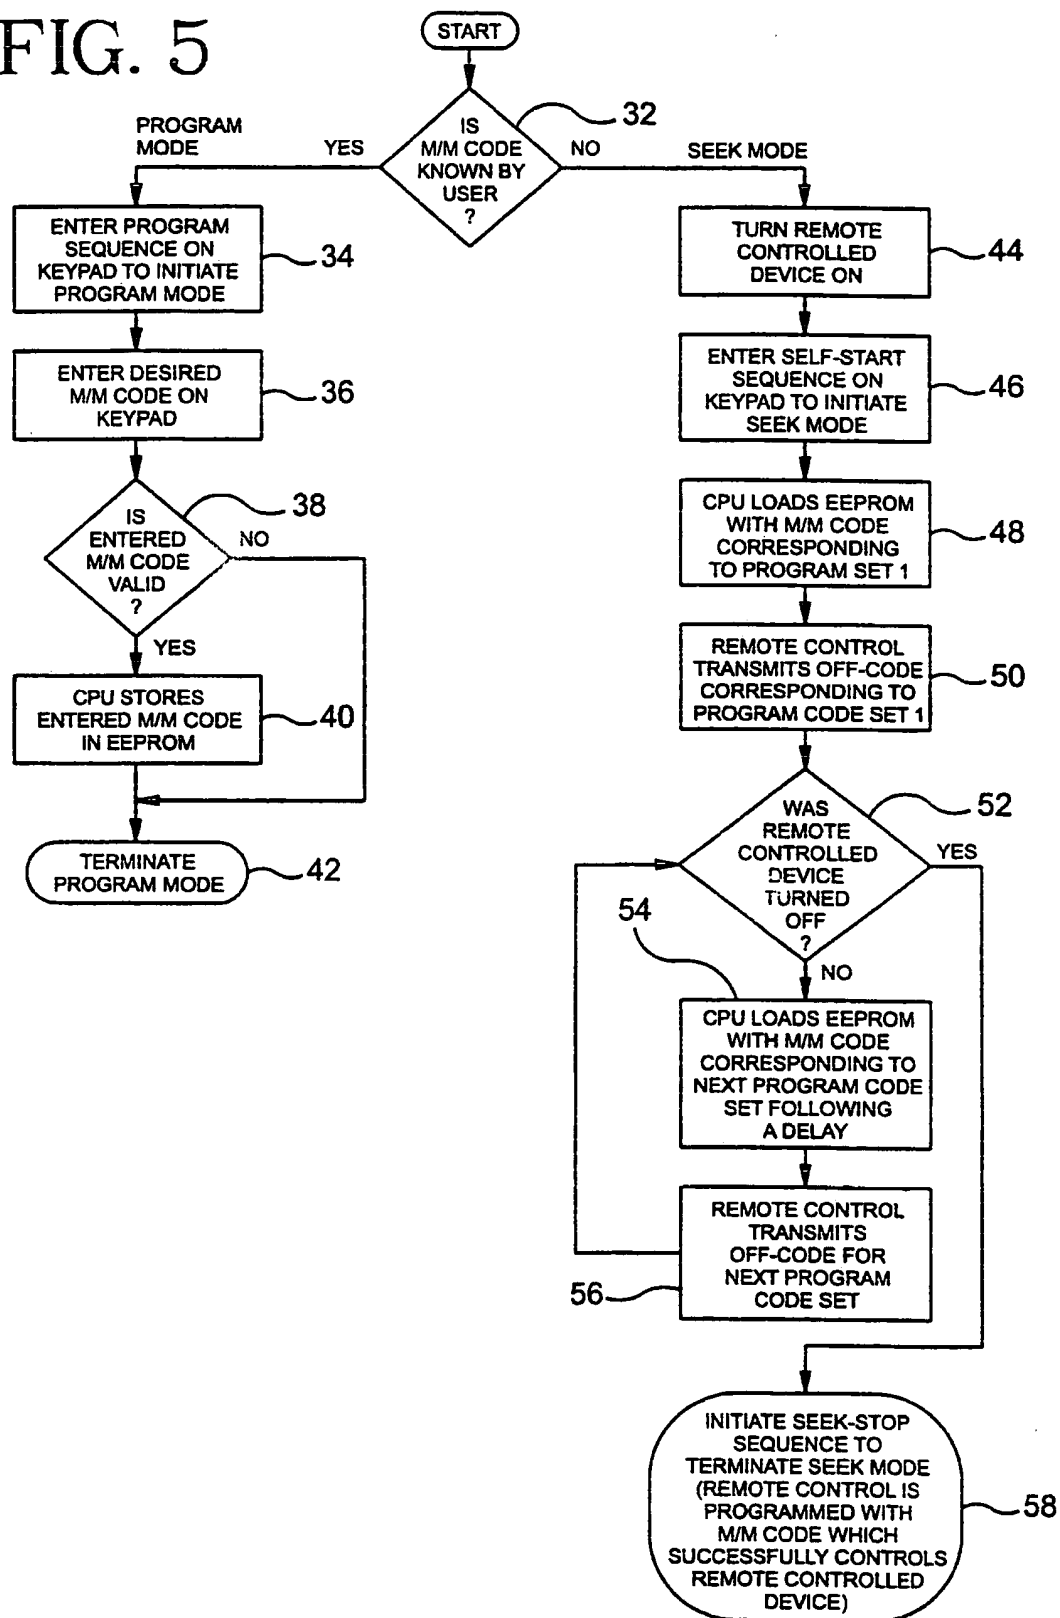 FIG. 5
START
IS
M/M CODE
KNOWN BY
USER
?
32
PROGRAM
MODE
YES
NO
SEEK MODE
ENTER PROGRAM
SEQUENCE ON
KEYPAD TO INITIATE
PROGRAM MODE
34
ENTER DESIRED
M/M CODE ON
KEYPAD
36
IS
ENTERED
M/M CODE
VALID
?
38
NO
YES
CPU STORES
ENTERED M/M CODE
IN EEPROM
40
TERMINATE
PROGRAM MODE
42
TURN REMOTE
CONTROLLED
DEVICE ON
44
ENTER SELF-START
SEQUENCE ON
KEYPAD TO INITIATE
SEEK MODE
46
CPU LOADS EEPROM
WITH M/M CODE
CORRESPONDING
TO PROGRAM SET 1
48
REMOTE CONTROL
TRANSMITS OFF-CODE
CORRESPONDING TO
PROGRAM CODE SET 1
50
WAS
REMOTE
CONTROLLED
DEVICE
TURNED
OFF
?
52
YES
NO
54
CPU LOADS EEPROM
WITH M/M CODE
CORRESPONDING TO
NEXT PROGRAM CODE
SET FOLLOWING
A DELAY
REMOTE CONTROL
TRANSMITS
OFF-CODE FOR
NEXT PROGRAM
CODE SET
56
INITIATE SEEK-STOP
SEQUENCE TO
TERMINATE SEEK MODE
(REMOTE CONTROL IS
PROGRAMMED WITH
M/M CODE WHICH
SUCCESSFULLY CONTROLS
REMOTE CONTROLLED
DEVICE)
58